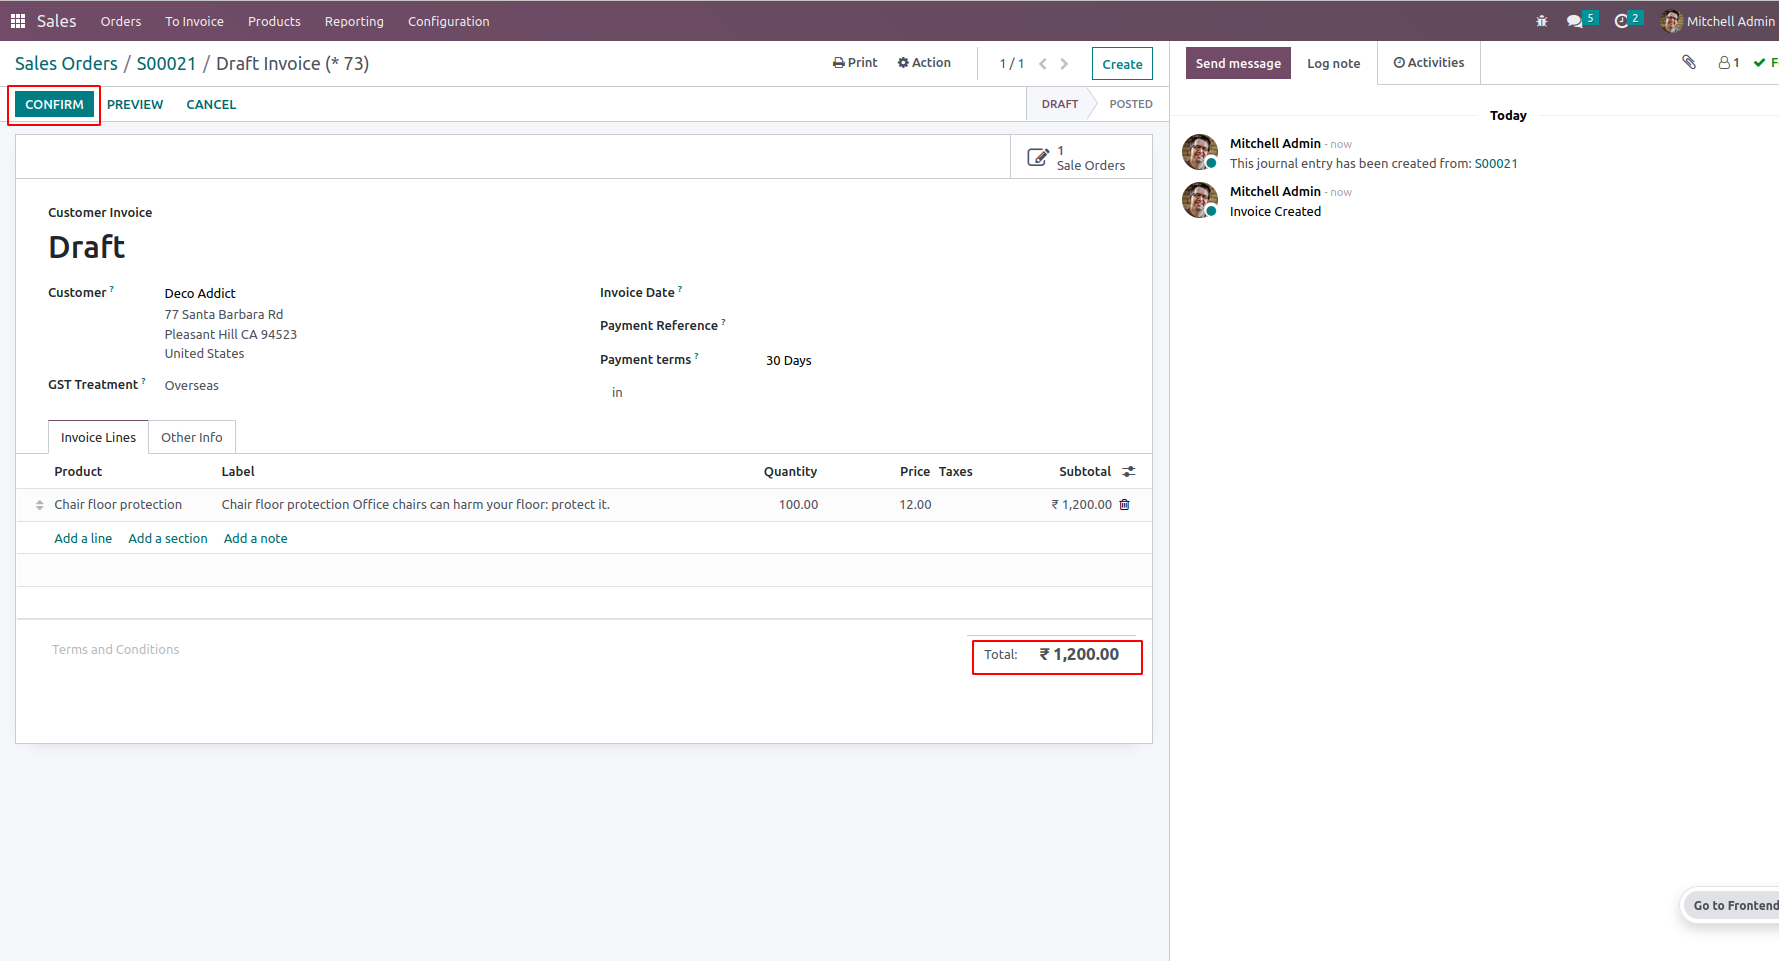 Sales Orders To Invoice Products Reporting Configuration 5 2 Mitchell Admin
Sales Orders / S00021 / Draft Invoice (* 73) Print Action 1 / 1 Create
CONFIRM PREVIEW CANCEL DRAFT POSTED
1
Sale Orders
Customer Invoice
Draft
Customer ? Deco Addict
77 Santa Barbara Rd
Pleasant Hill CA 94523
United States
GST Treatment ? Overseas
Invoice Date ?
Payment Reference ?
Payment terms ? 30 Days
in
Invoice Lines Other Info
Product Label Quantity Price Taxes Subtotal
Chair floor protection Chair floor protection Office chairs can harm your floor: protect it. 100.00 12.00 ₹ 1,200.00
Add a line Add a section Add a note
Terms and Conditions
Total: ₹ 1,200.00
Send message Log note Activities 1
Today
Mitchell Admin - now
This journal entry has been created from: S00021
Mitchell Admin - now
Invoice Created
Go to Frontend